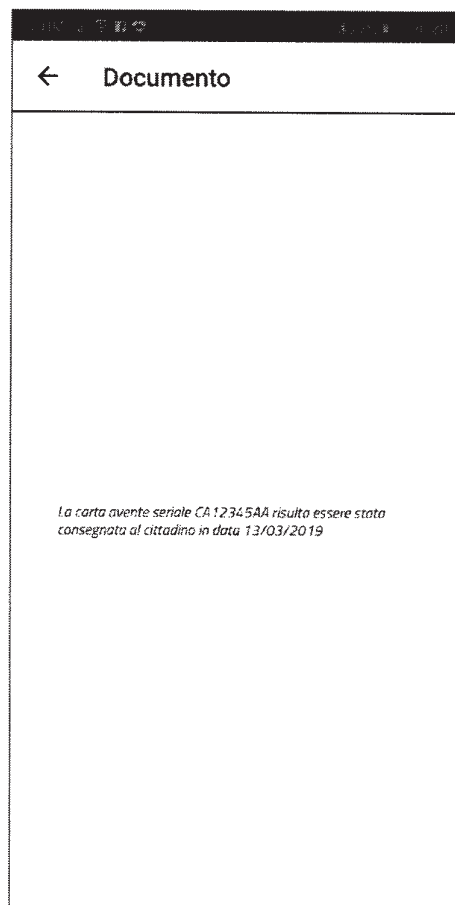 Documento
La carta avente seriale CA12345AA risulta essere stata
consegnata al cittadino in data 13/03/2019